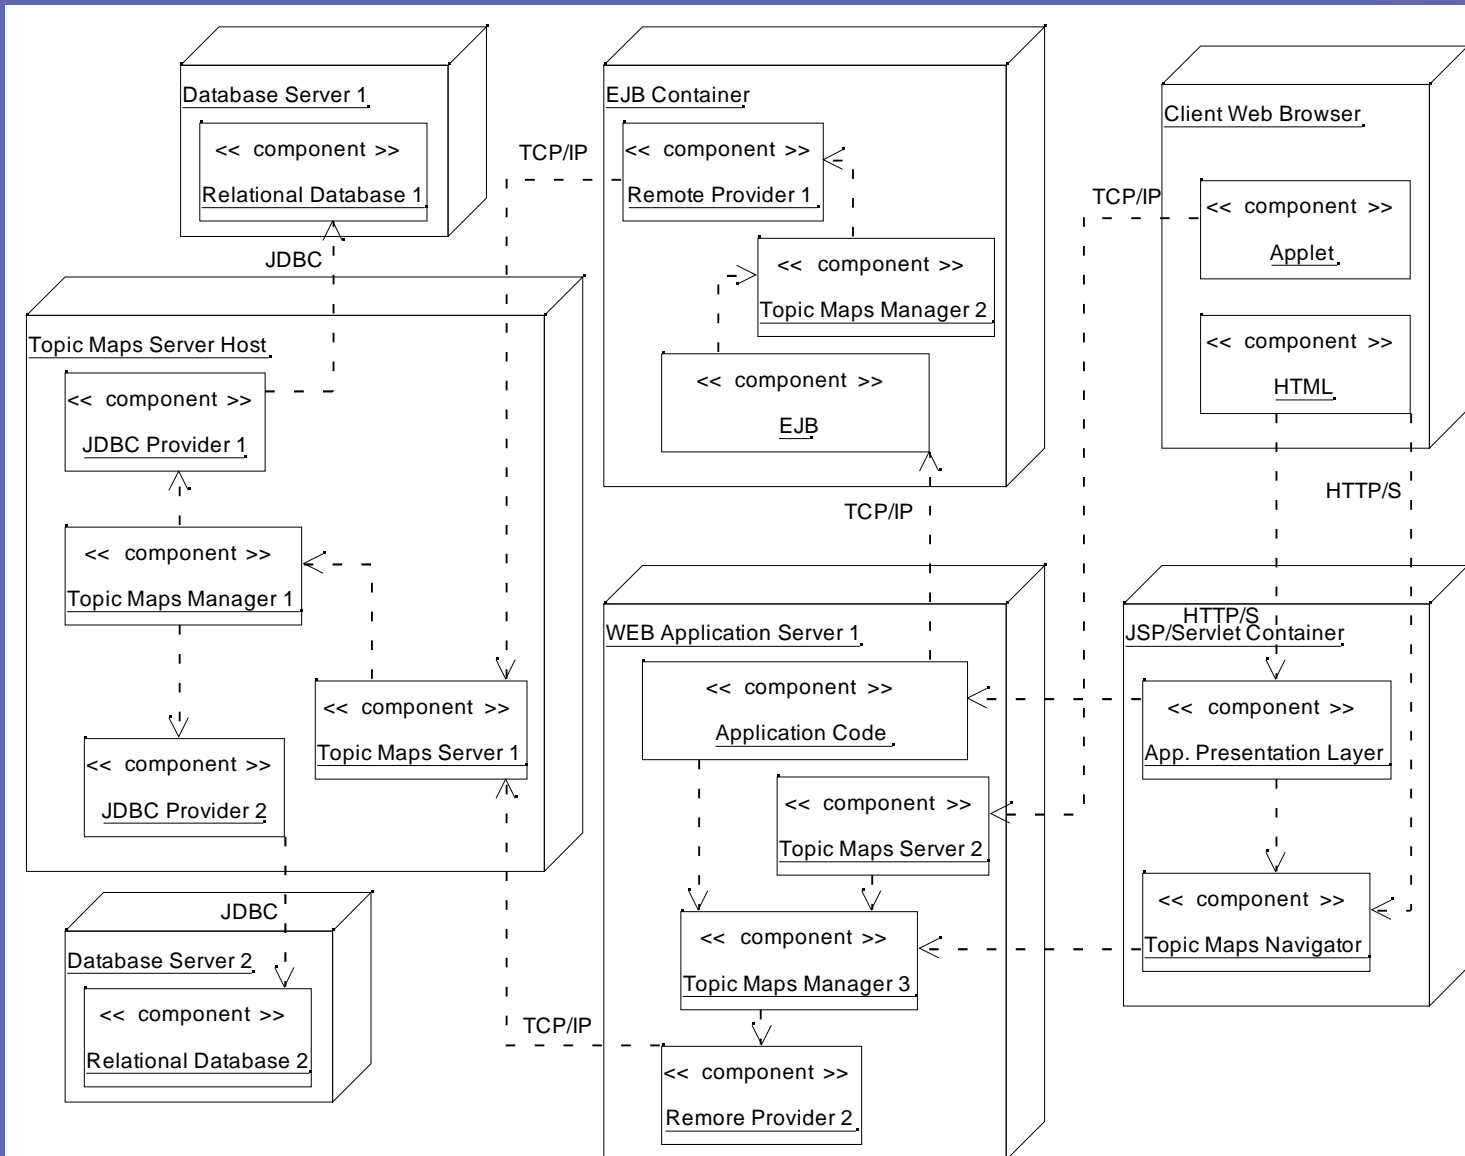 Database Server 1
<< component >>
Relational Database 1
JDBC
Topic Maps Server Host
<< component >>
JDBC Provider 1
<< component >>
Topic Maps Manager 1
<< component >>
Topic Maps Server 1
<< component >>
JDBC Provider 2
JDBC
Database Server 2
<< component >>
Relational Database 2
TCP/IP
EJB Container
<< component >>
Remote Provider 1
<< component >>
Topic Maps Manager 2
<< component >>
EJB
TCP/IP
WEB Application Server 1
<< component >>
Application Code
<< component >>
Topic Maps Server 2
<< component >>
Topic Maps Manager 3
TCP/IP
<< component >>
Remore Provider 2
Client Web Browser
TCP/IP
<< component >>
Applet
<< component >>
HTML
HTTP/S
HTTP/S
JSP/Servlet Container
<< component >>
App. Presentation Layer
<< component >>
Topic Maps Navigator